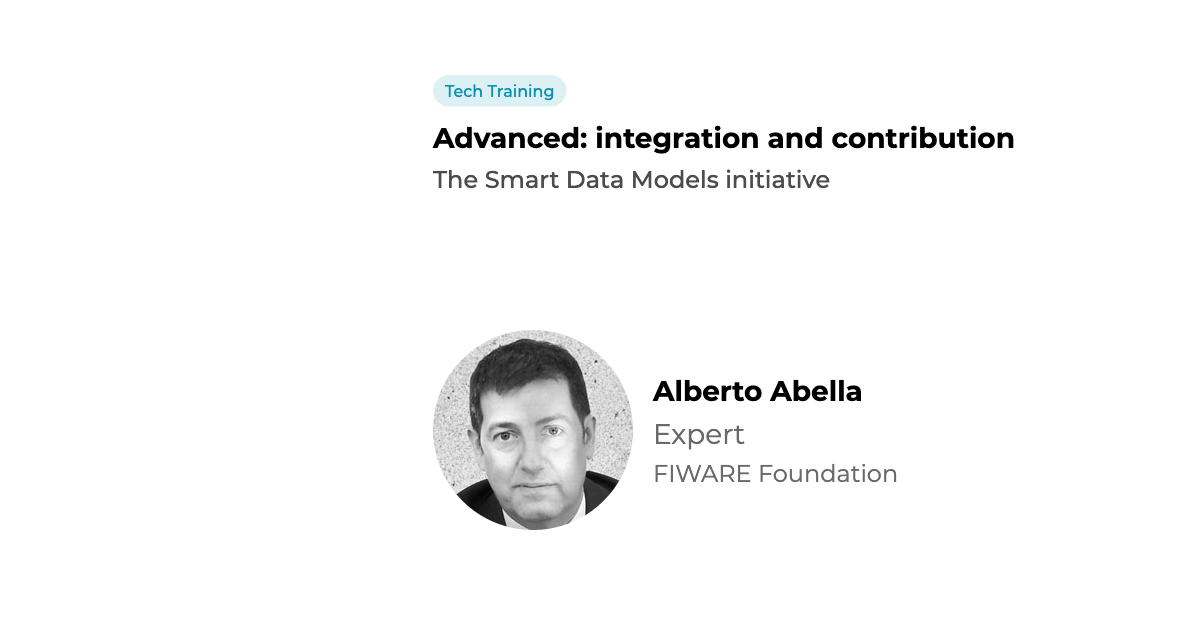 Tech Training
Advanced: integration and contribution
The Smart Data Models initiative
Alberto Abella
Expert
FIWARE Foundation